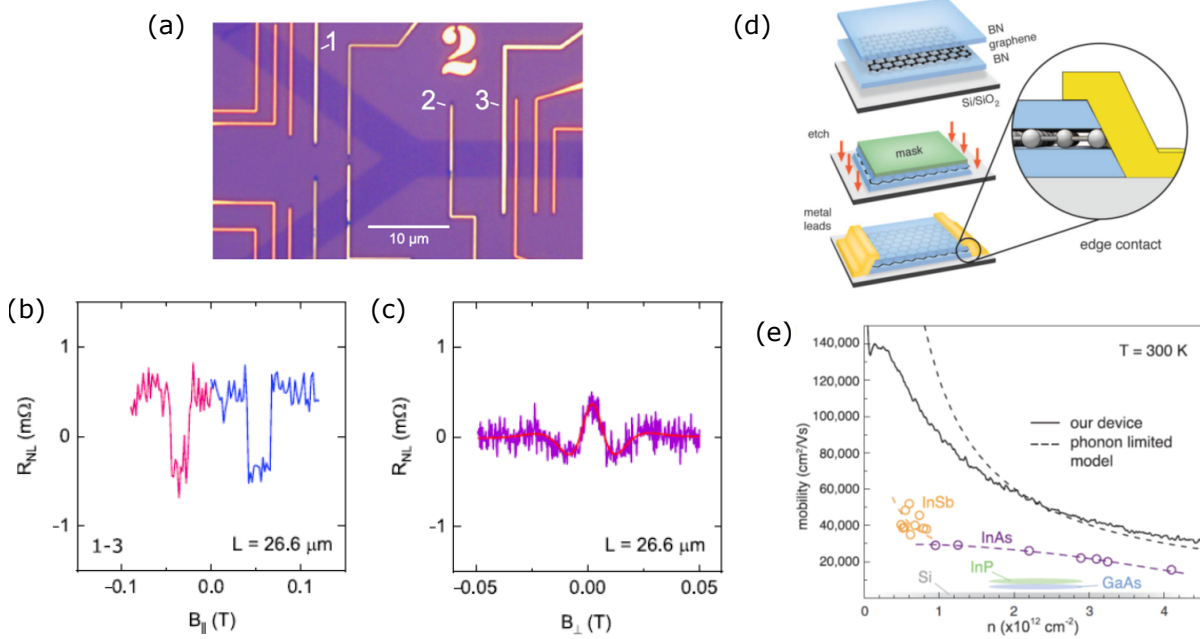 (a)
1
2
2
3
10 μm
(b)
R_NL (mΩ)
1
0
−1
1-3
L = 26.6 μm
−0.1
0.0
0.1
B_∥ (T)
(c)
R_NL (mΩ)
1
0
−1
L = 26.6 μm
−0.05
0.00
0.05
B_⊥ (T)
(d)
BN
graphene
BN
Si/SiO₂
etch
mask
metal
leads
edge contact
(e)
mobility (cm²/Vs)
140,000
120,000
100,000
80,000
60,000
40,000
20,000
T = 300 K
our device
phonon limited
model
InSb
InAs
InP
Si
GaAs
0
1
2
3
4
n (x10¹² cm⁻²)